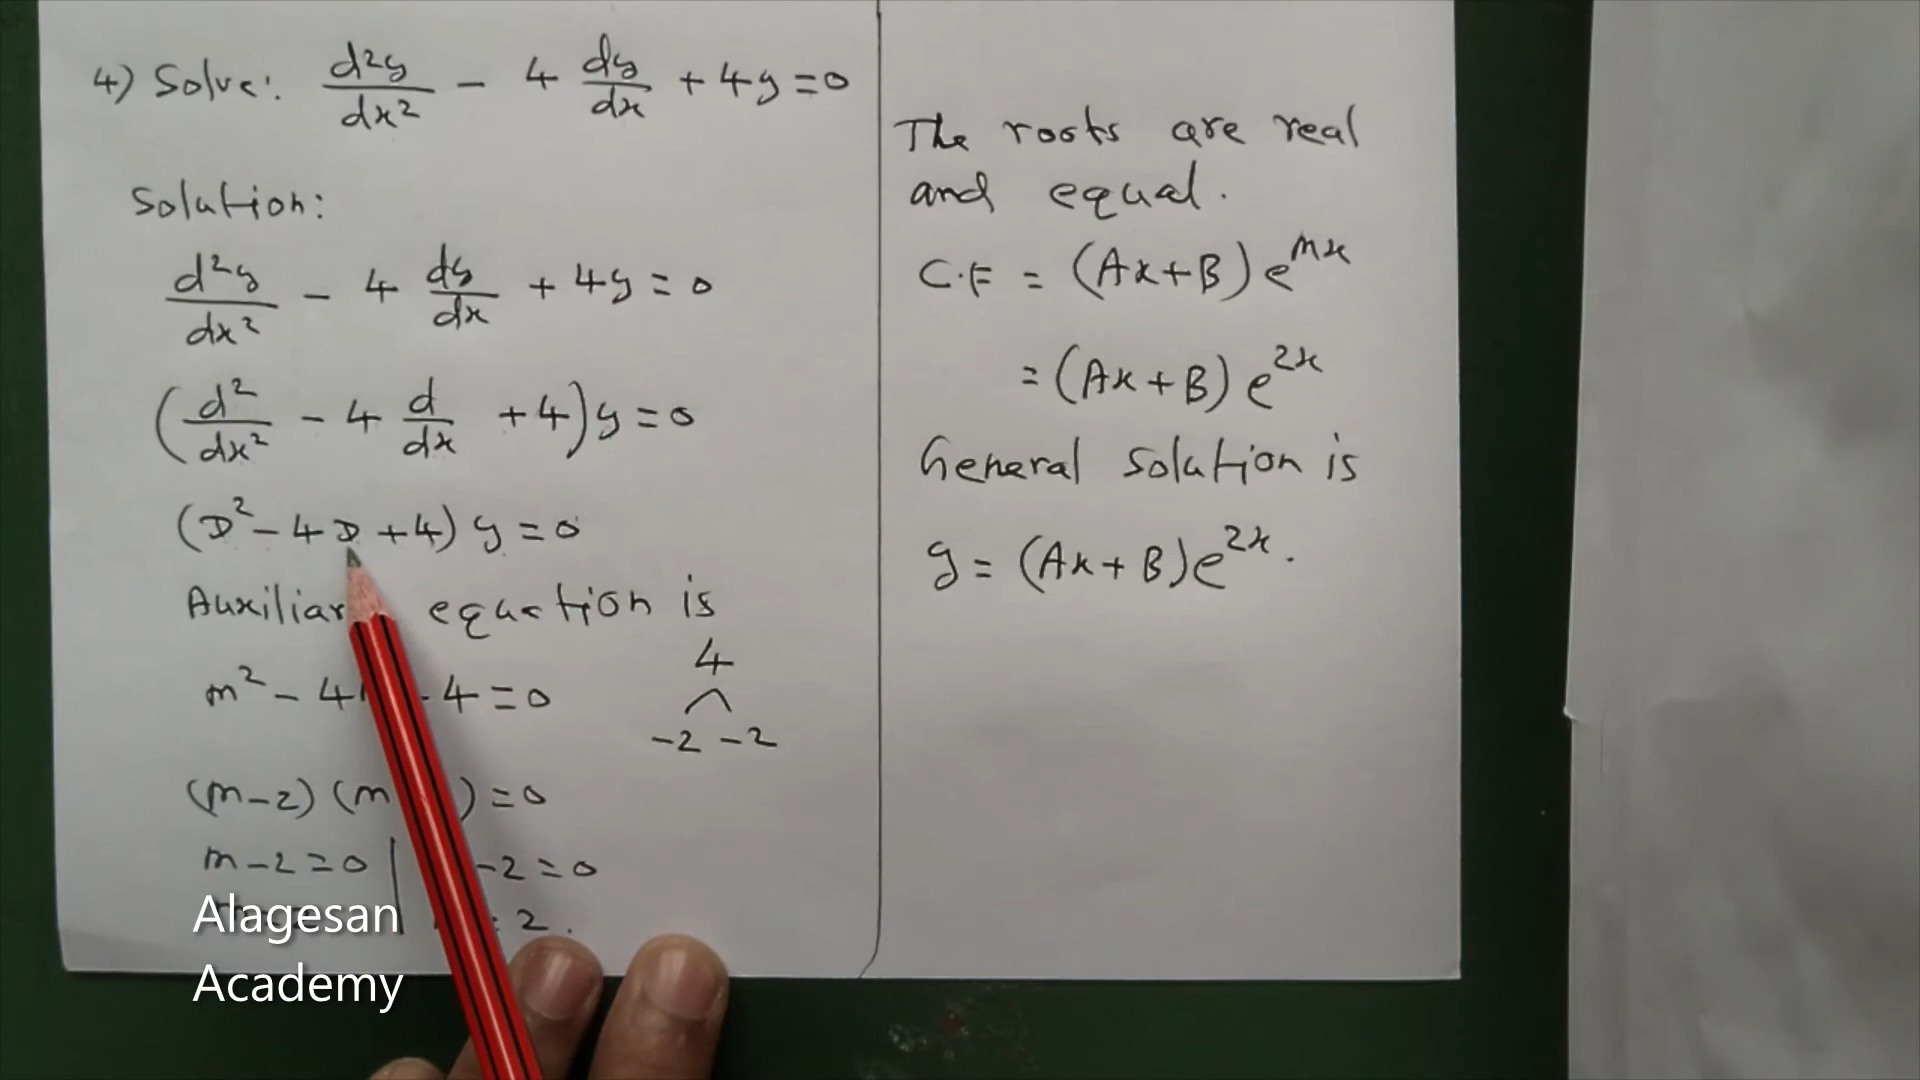 4) Solve: d²y/dx² - 4 dy/dx + 4y = 0
Solution:
d²y/dx² - 4 dy/dx + 4y = 0
(d²/dx² - 4 d/dx + 4) y = 0
(D² - 4D + 4) y = 0
equation is
m² - 4 4 = 0
4
-2 -2
(m-2) (m ) = 0
m-2 = 0 | -2 = 0
2.
The roots are real
and equal.
C.F = (Ax+B) e^mx
= (Ax+B) e^2x
General solution is
y = (Ax+B) e^2x.
Alagesan
Academy